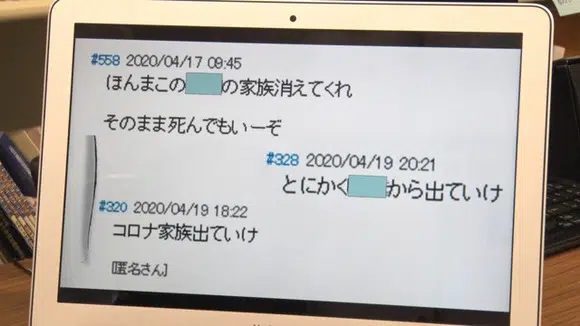 #558 2020/04/17 09:45
ほんまこの の家族消えてくれ
そのまま死んでもいーぞ
#328 2020/04/19 20:21
とにかく から出ていけ
#320 2020/04/19 18:22
コロナ家族出ていけ
[匿名さん]